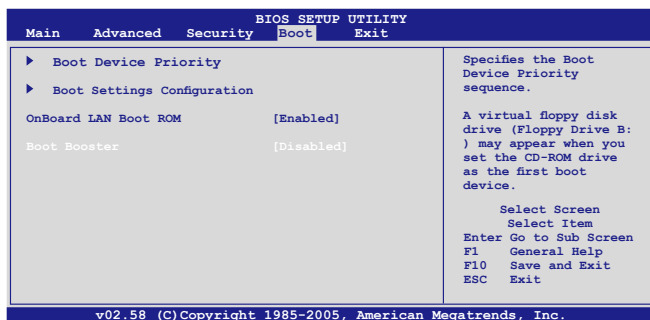 BIOS SETUP UTILITY
Main Advanced Security Boot Exit
Boot Device Priority
Boot Settings Configuration
OnBoard LAN Boot ROM [Enabled]
Boot Booster [Disabled]
Specifies the Boot
Device Priority
sequence.
A virtual floppy disk
drive (Floppy Drive B:
) may appear when you
set the CD-ROM drive
as the first boot
device.
Select Screen
Select Item
Enter Go to Sub Screen
F1 General Help
F10 Save and Exit
ESC Exit
v02.58 (C)Copyright 1985-2005, American Megatrends, Inc.